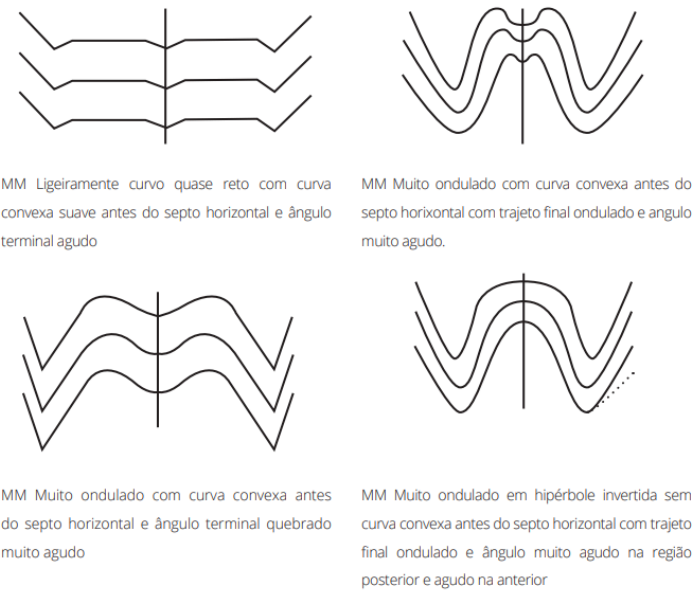 MM Ligeiramente curvo quase reto com curva
convexa suave antes do septo horizontal e ângulo
terminal agudo
MM Muito ondulado com curva convexa antes do
septo horixontal com trajeto final ondulado e angulo
muito agudo.
MM Muito ondulado com curva convexa antes
do septo horizontal e ângulo terminal quebrado
muito agudo
MM Muito ondulado em hipérbole invertida sem
curva convexa antes do septo horizontal com trajeto
final ondulado e ângulo muito agudo na região
posterior e agudo na anterior